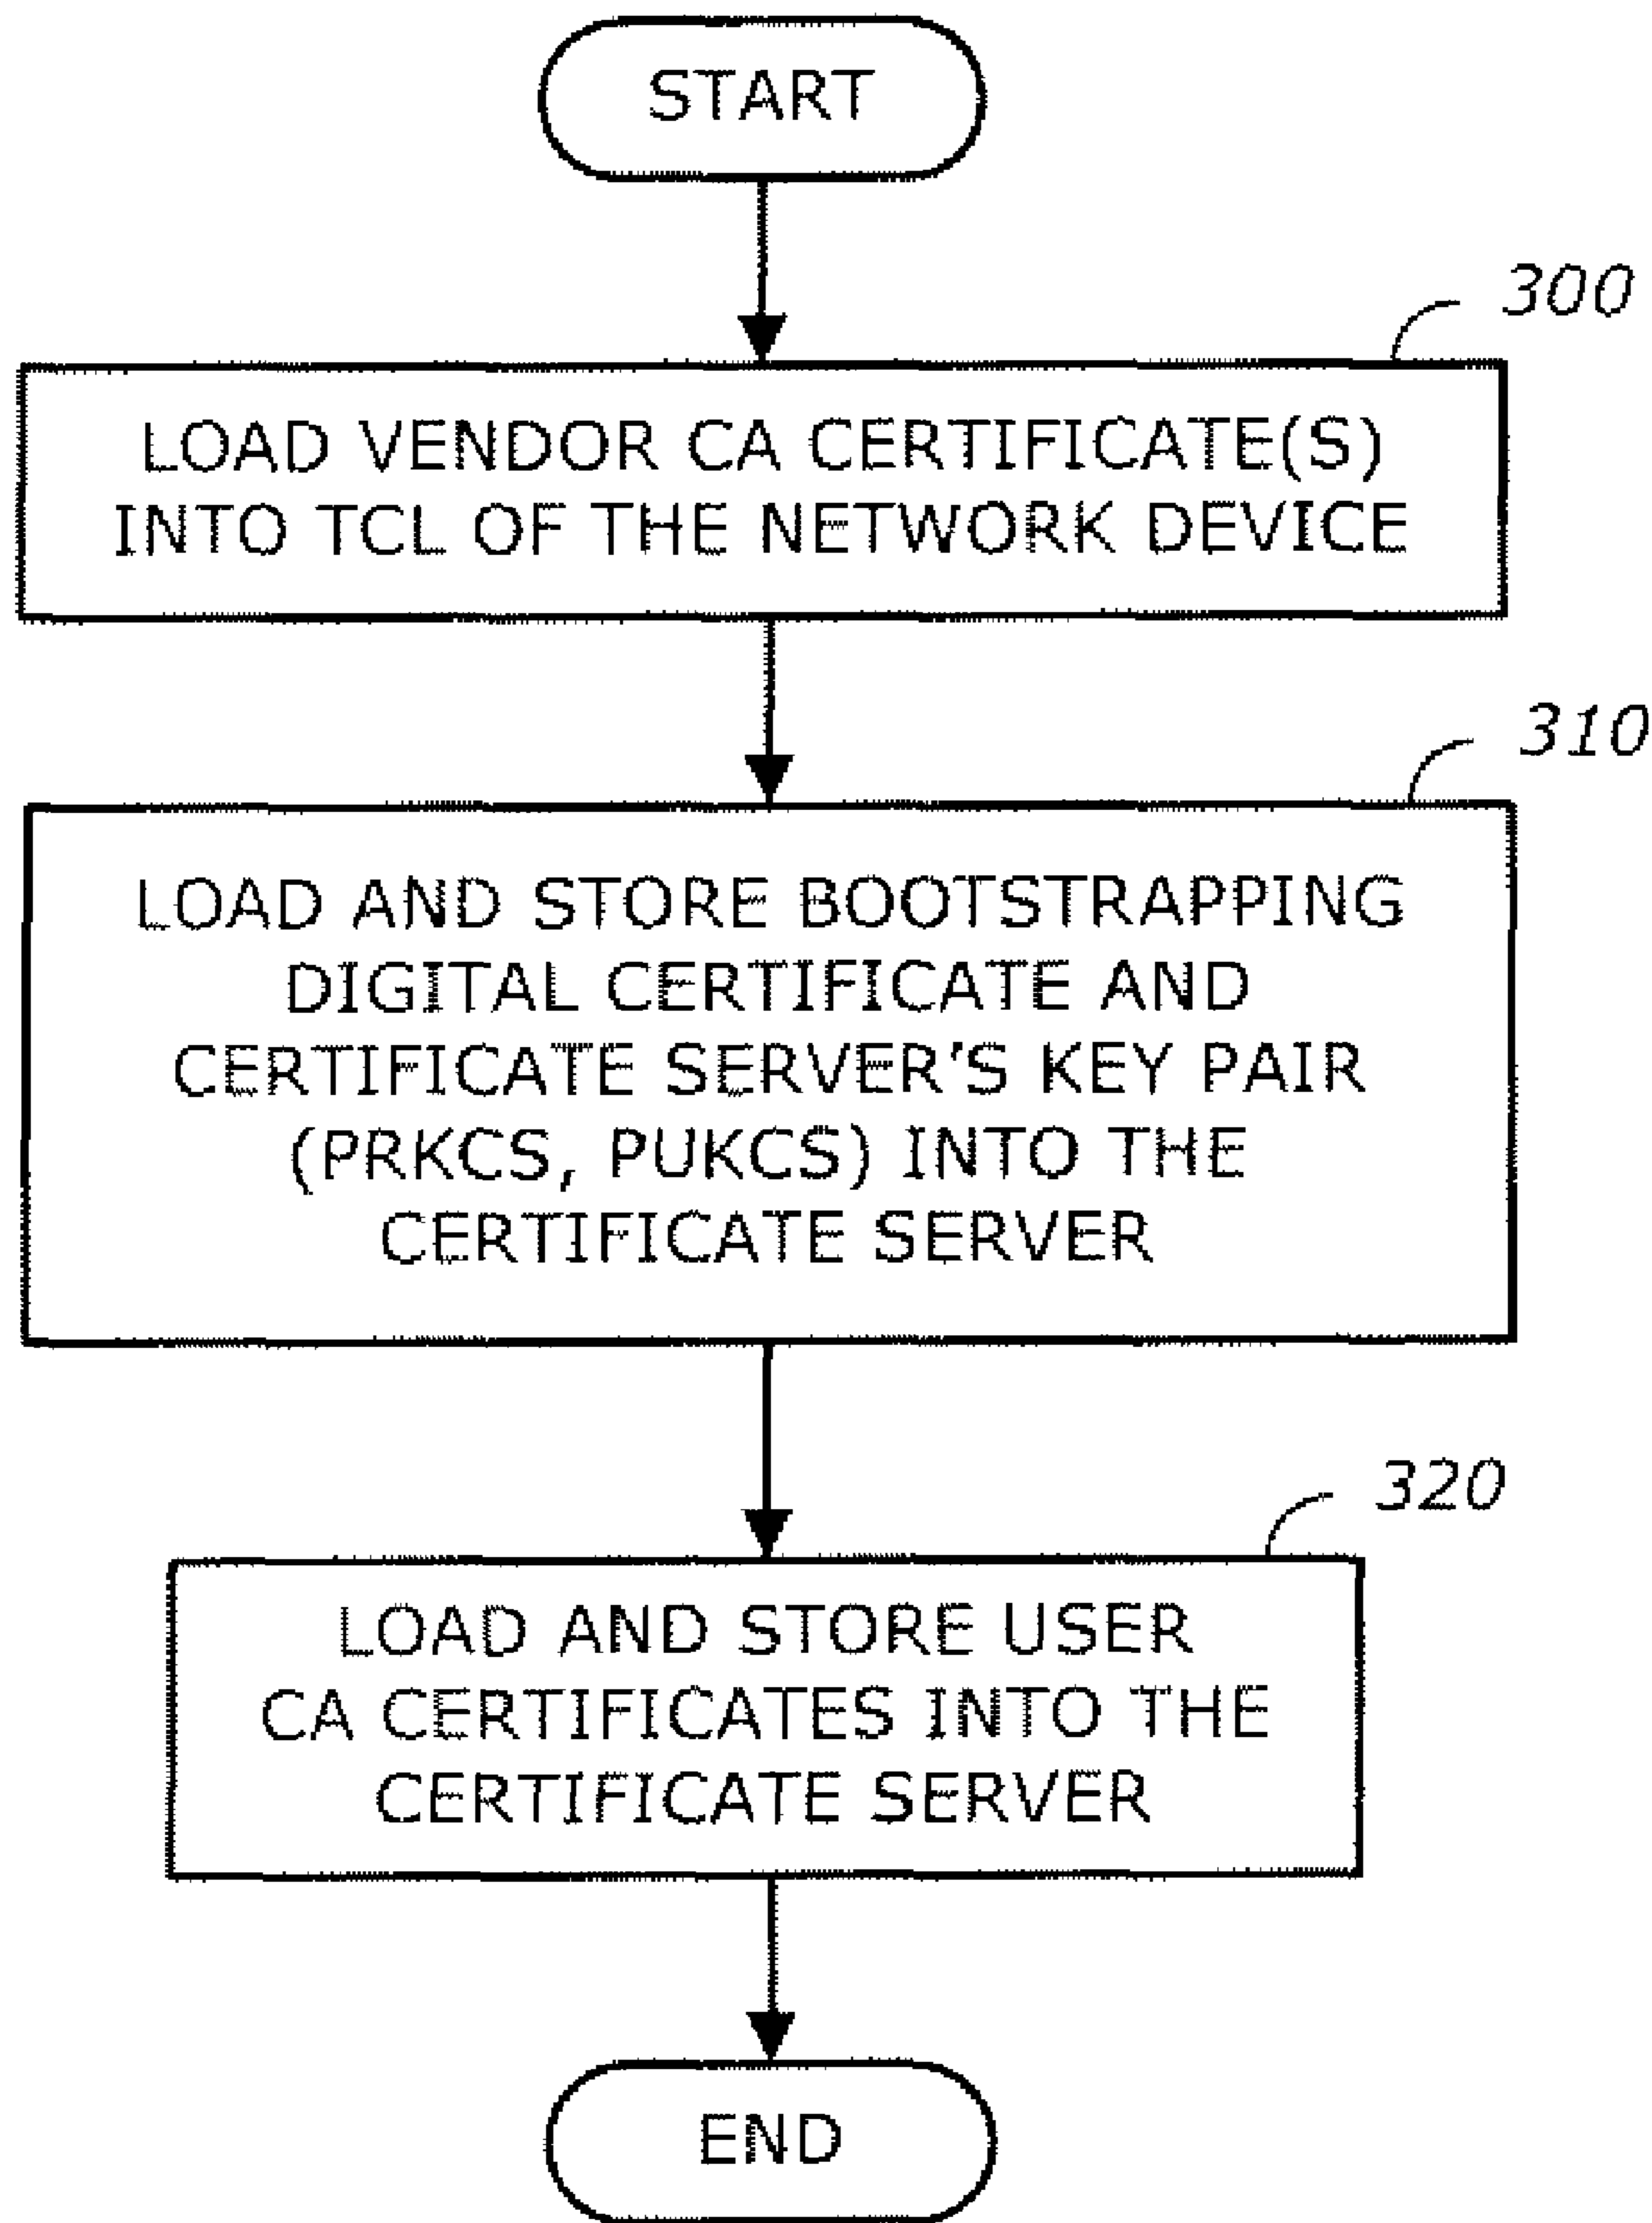 START
300
LOAD VENDOR CA CERTIFICATE(S)
INTO TCL OF THE NETWORK DEVICE
310
LOAD AND STORE BOOTSTRAPPING
DIGITAL CERTIFICATE AND
CERTIFICATE SERVER'S KEY PAIR
(PRKCS, PUKCS) INTO THE
CERTIFICATE SERVER
320
LOAD AND STORE USER
CA CERTIFICATES INTO THE
CERTIFICATE SERVER
END